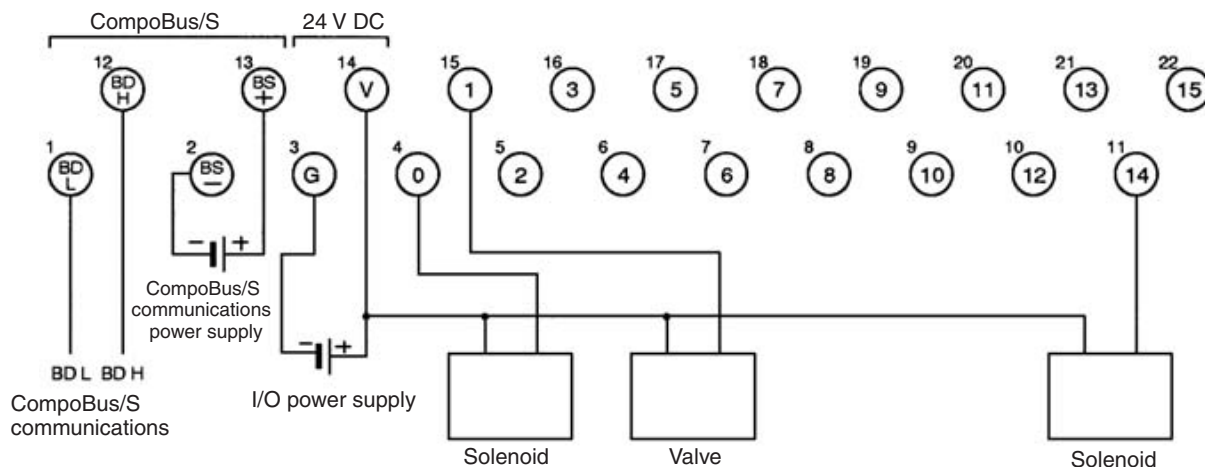 CompoBus/S 24 V DC
12 13 14 15 16 17 18 19 20 21 22
BD H BS + V 1 3 5 7 9 11 13 15
1 2 3 4 5 6 7 8 9 10 11
BD L BS – G 0 2 4 6 8 10 12 14
– +
CompoBus/S
communications
power supply
– +
BD L BD H
I/O power supply
CompoBus/S
communications
Solenoid Valve Solenoid